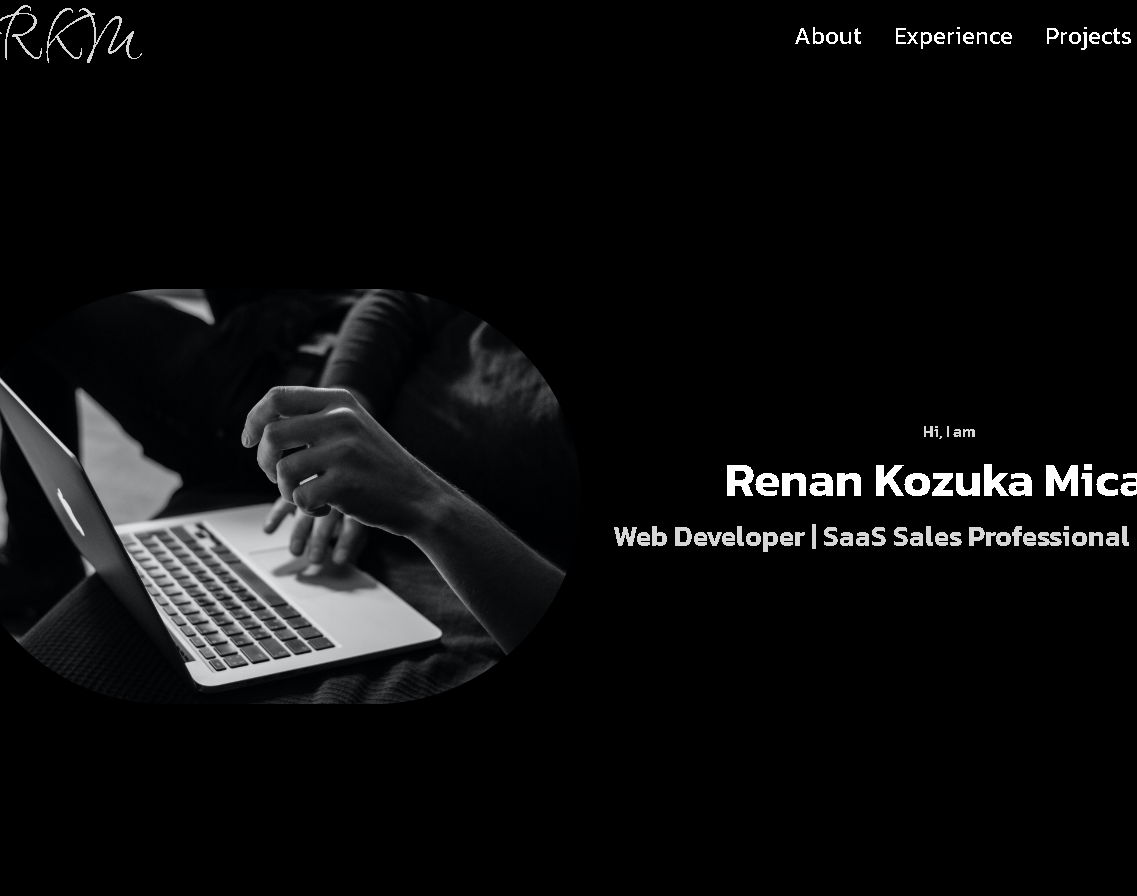 RKM
About Experience Projects
Hi, I am
Renan Kozuka Mica
Web Developer | SaaS Sales Professional